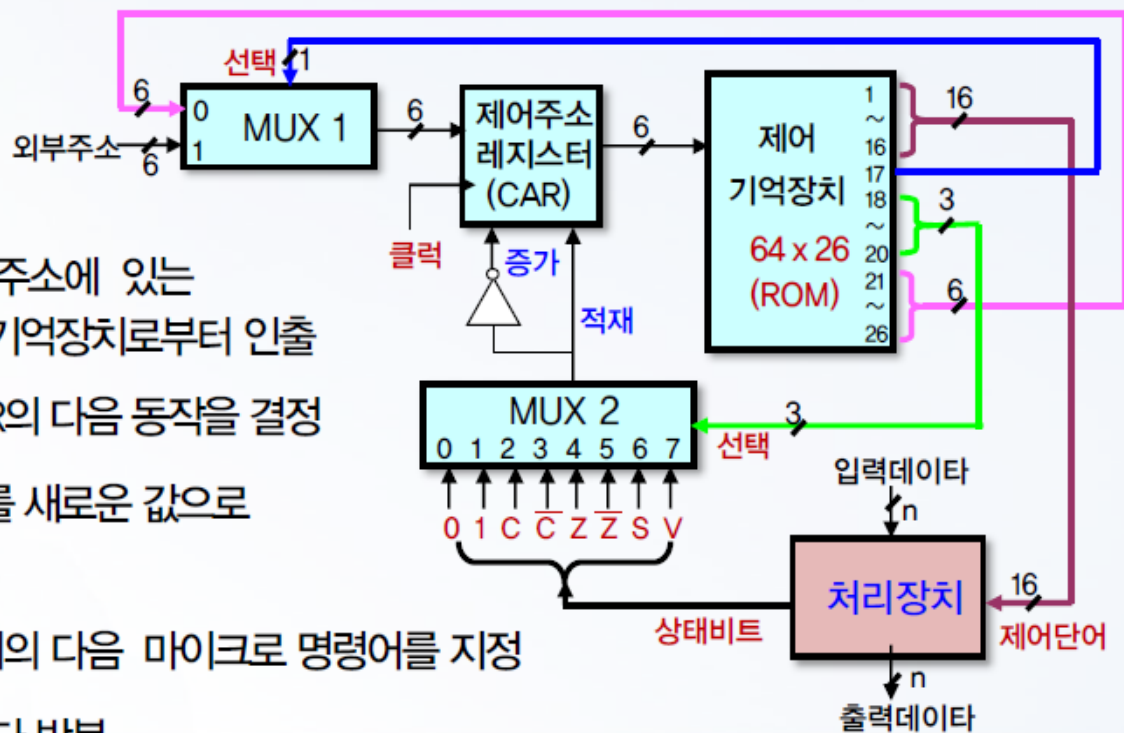 선택
1
6
0
MUX 1
외부주소
6
1
6
제어주소
레지스터
(CAR)
클럭
6
제어
기억장치
64 x 26
(ROM)
1
~
16
17
18
~
20
21
~
26
16
3
6
증가
적재
주소에 있는
기억장치로부터 인출
의 다음 동작을 결정
새로운 값으로
의 다음 마이크로 명령어를 지정
MUX 2
0 1 2 3 4 5 6 7
3
선택
0 1 C C̅ Z Z̅ S V
상태비트
입력데이타
n
처리장치
16
제어단어
n
출력데이타